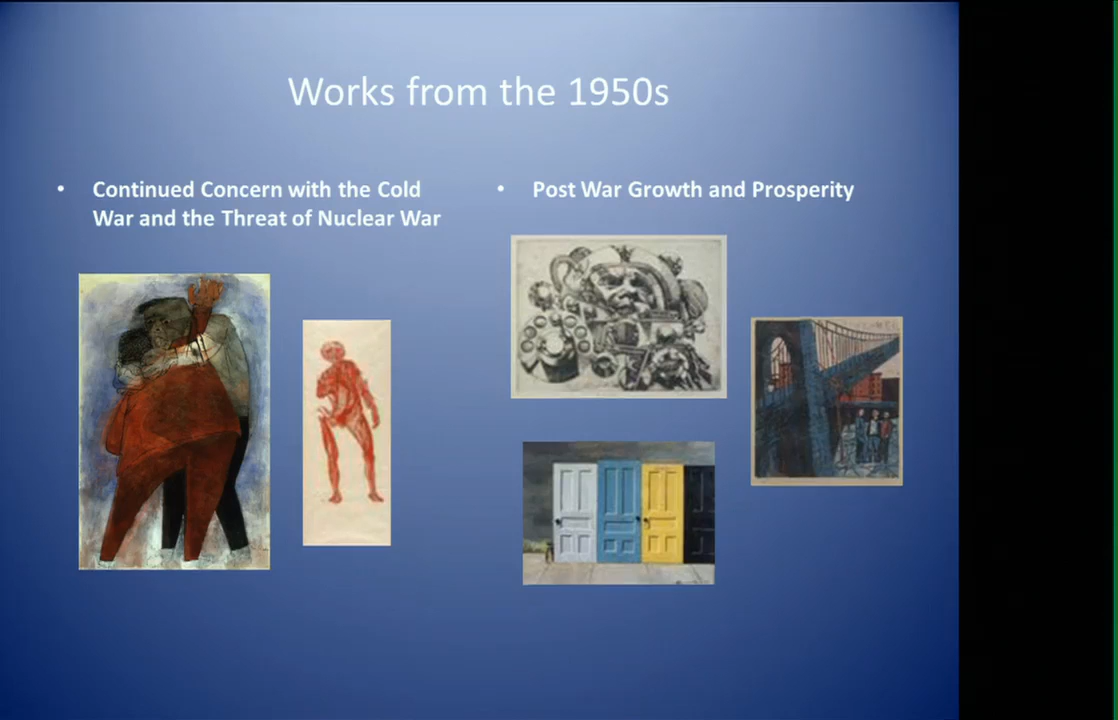 Works from the 1950s
• Continued Concern with the Cold
War and the Threat of Nuclear War
• Post War Growth and Prosperity